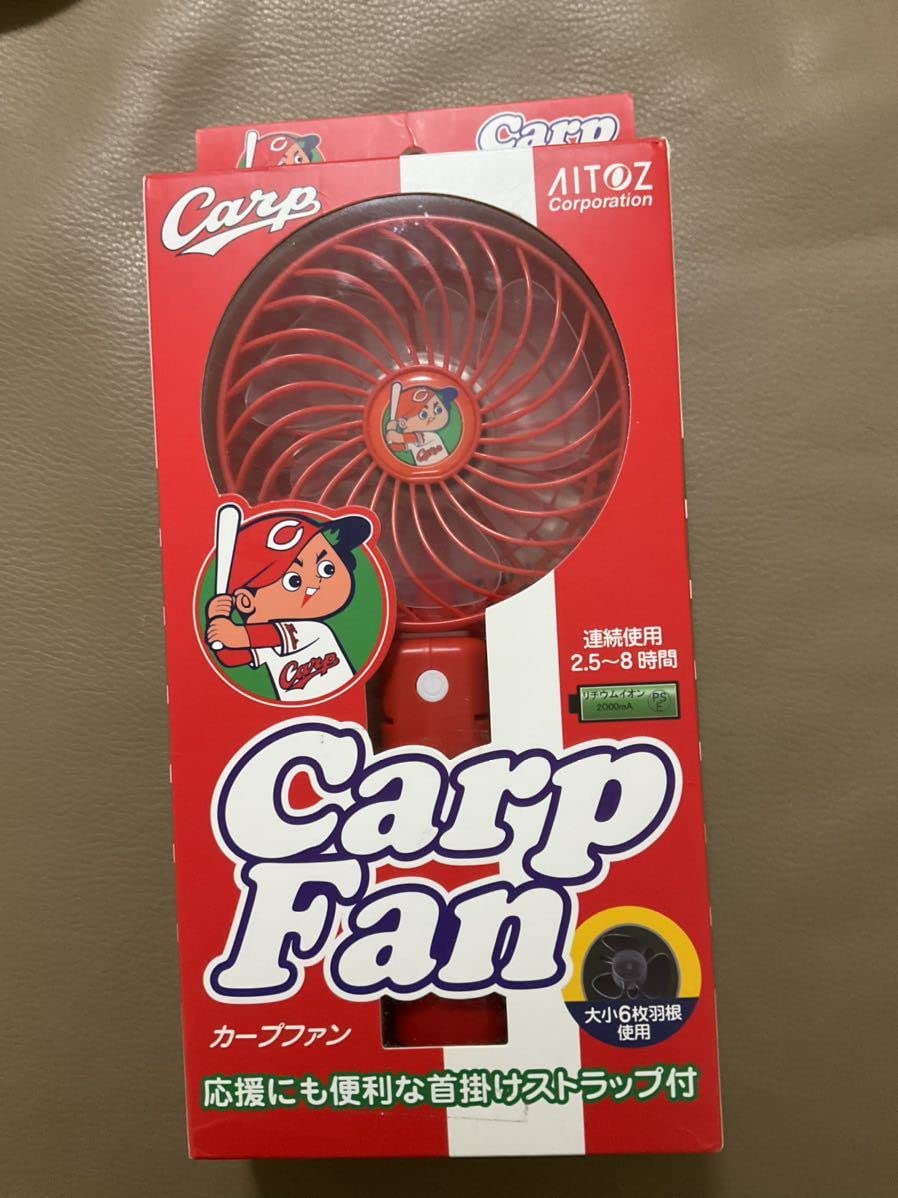 Carp
Carp
AITOZ
Corporation
C
Carp
C
Carp
連続使用
2.5～8時間
リチウムイオン
2000mA
PS
E
Carp
Fan
大小6枚羽根
使用
カープファン
応援にも便利な首掛けストラップ付